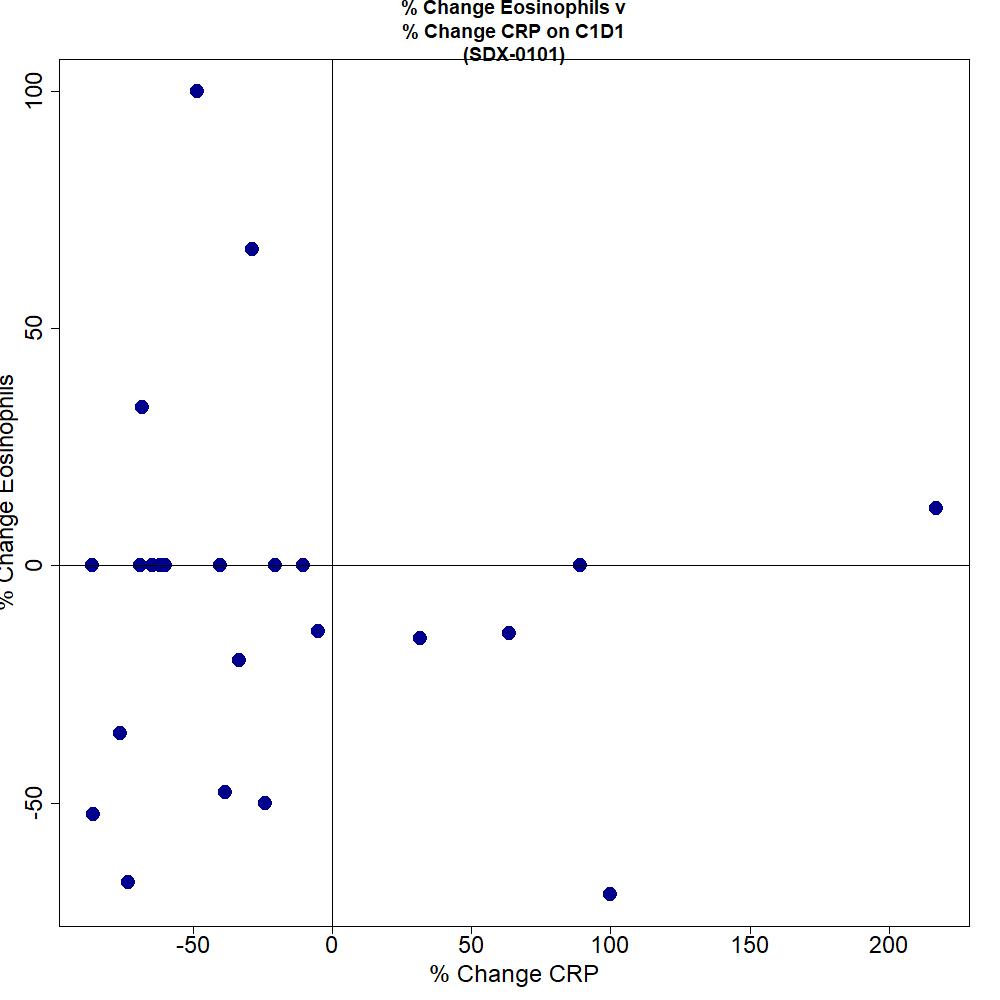 % Change Eosinophils v
% Change CRP on C1D1
(SDX-0101)
100
50
0
-50
% Change Eosinophils
-50
0
50
100
150
200
% Change CRP